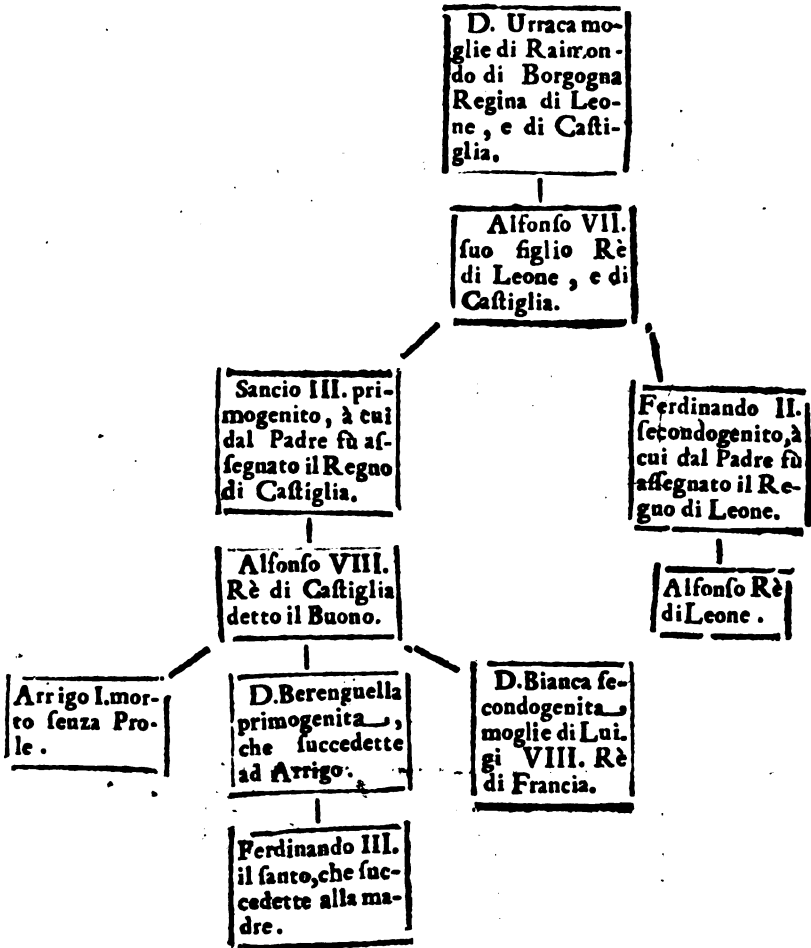 D. Urraca mo-
glie di Raimon-
do di Borgogna
Regina di Leo-
ne, e di Casti-
glia.
Alfonſo VII.
ſuo figlio Rè
di Leone, e di
Caſtiglia.
Sancio III. pri-
mogenito, à cui
dal Padre fù aſ-
ſegnato il Regno
di Caſtiglia.
Ferdinando II.
ſecondogenito, à
cui dal Padre fù
aſſegnato il Re-
gno di Leone.
Alfonſo VIII.
Rè di Caſtiglia
detto il Buono.
Alfonſo Rè
di Leone.
Arrigo I. mor-
to ſenza Pro-
le.
D. Berenguella
primogenita,
che ſuccedette
ad Arrigo.
D. Bianca ſe-
condogenita,
moglie di Lui-
gi VIII. Rè
di Francia.
Ferdinando III.
il ſanto, che ſuc-
cedette alla ma-
dre.